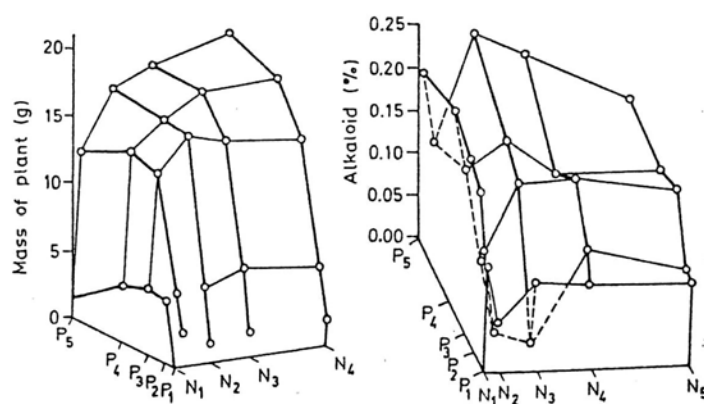 Mass of plant (g)
20
15
10
5
0
P5
P4
P3
P2
P1
N1
N2
N3
N4
Alkaloid (%)
0.25
0.20
0.15
0.10
0.05
0.00
P5
P4
P3
P2
P1
N1
N2
N3
N4
N5